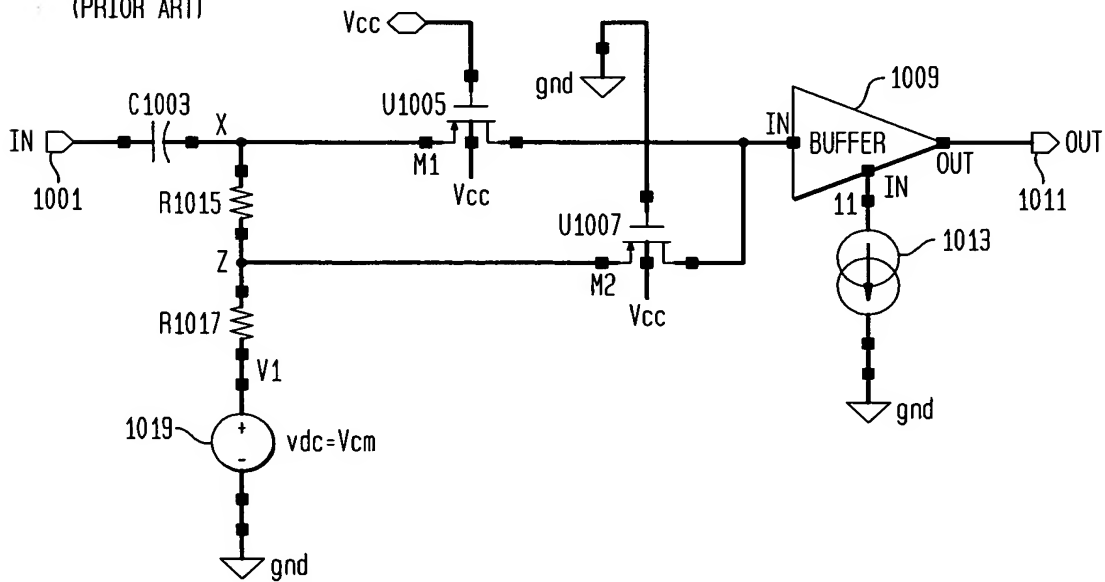 (PRIOR ART)
Vcc
gnd
1009
C1003
U1005
IN
X
IN
BUFFER
OUT
OUT
M1
Vcc
IN
1001
R1015
U1007
11
1011
1013
Z
M2
R1017
Vcc
V1
gnd
1019
+
-
vdc=Vcm
gnd